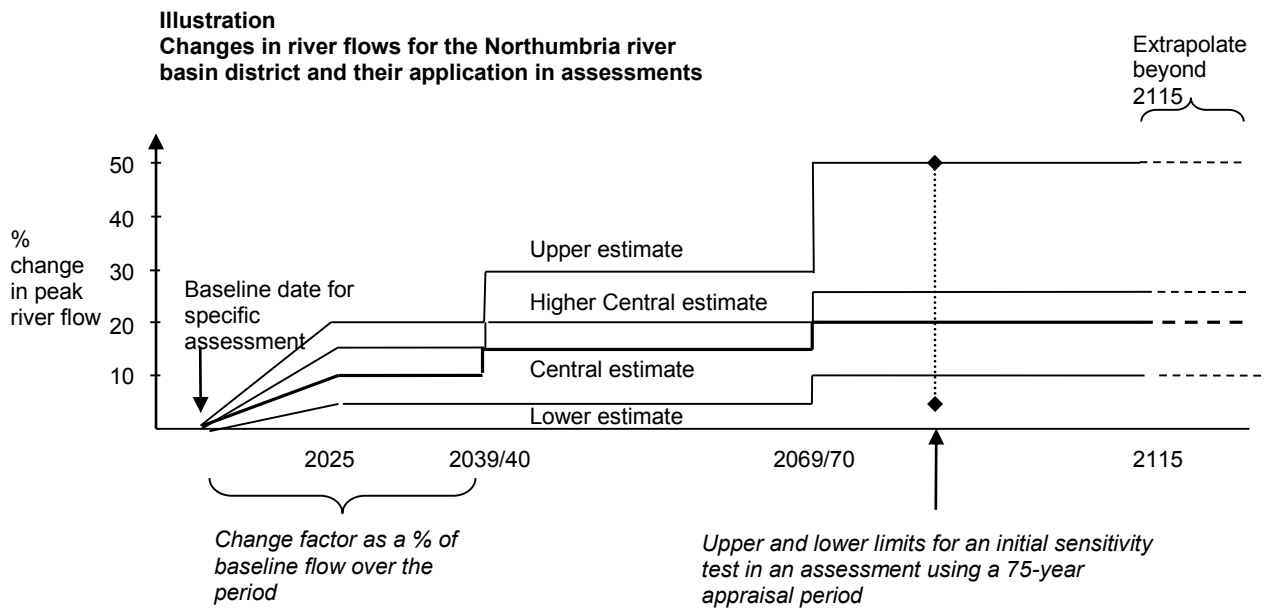 Illustration
Changes in river flows for the Northumbria river
basin district and their application in assessments
Extrapolate
beyond
2115
50
40
30
20
10
%
change
in peak
river flow
Baseline date for
specific
assessment
Upper estimate
Higher Central estimate
Central estimate
Lower estimate
2025
2039/40
2069/70
2115
Change factor as a % of
baseline flow over the
period
Upper and lower limits for an initial sensitivity
test in an assessment using a 75-year
appraisal period